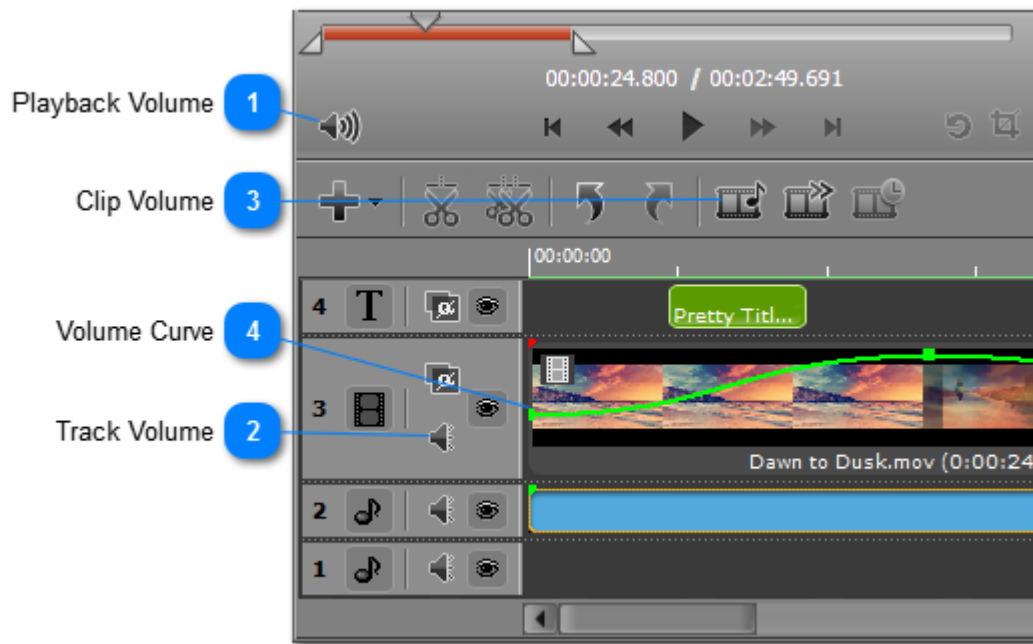 00:00:24.800 / 00:02:49.691
Playback Volume 1
Clip Volume 3
00:00:00
4 T
Pretty Titl...
Volume Curve 4
3
Track Volume 2
Dawn to Dusk.mov (0:00:24
2
1